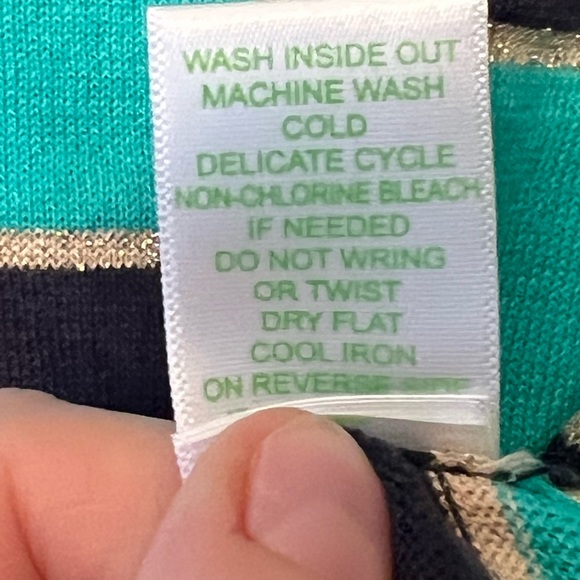 WASH INSIDE OUT
MACHINE WASH
COLD
DELICATE CYCLE
NON-CHLORINE BLEACH
IF NEEDED
DO NOT WRING
OR TWIST
DRY FLAT
COOL IRON
ON REVERSE SIDE